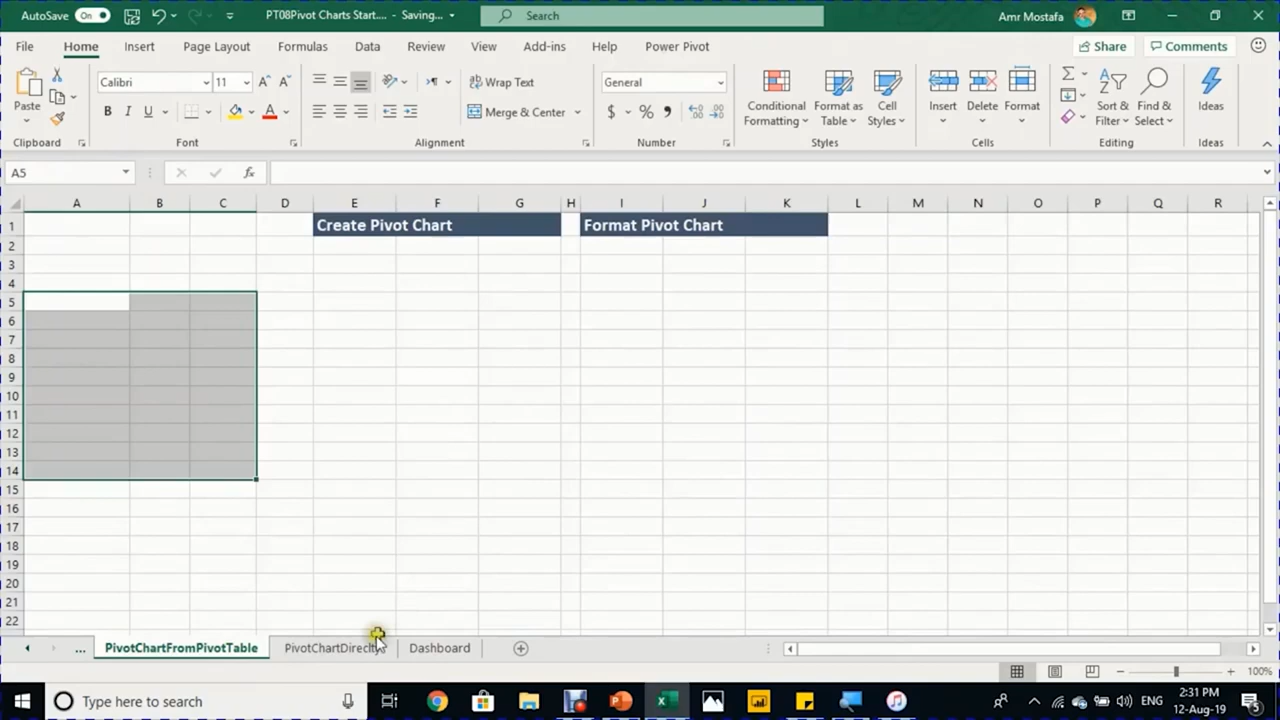 AutoSave On PT08Pivot Charts Start.... - Saving... Search Amr Mostafa
File Home Insert Page Layout Formulas Data Review View Add-ins Help Power Pivot Share Comments
Calibri 11 Wrap Text General
Paste Merge & Center $ % Conditional Formatting Format as Table Cell Styles Insert Delete Format Sort & Filter Find & Select Ideas
Clipboard Font Alignment Number Styles Cells Editing Ideas
A5 fx
A B C D E F G H I J K L M N O P Q R
1 Create Pivot Chart Format Pivot Chart
2
3
4
5
6
7
8
9
10
11
12
13
14
15
16
17
18
19
20
21
22
... PivotChartFromPivotTable PivotChartDirectly Dashboard
100%
Type here to search ENG 2:31 PM
12-Aug-19 5